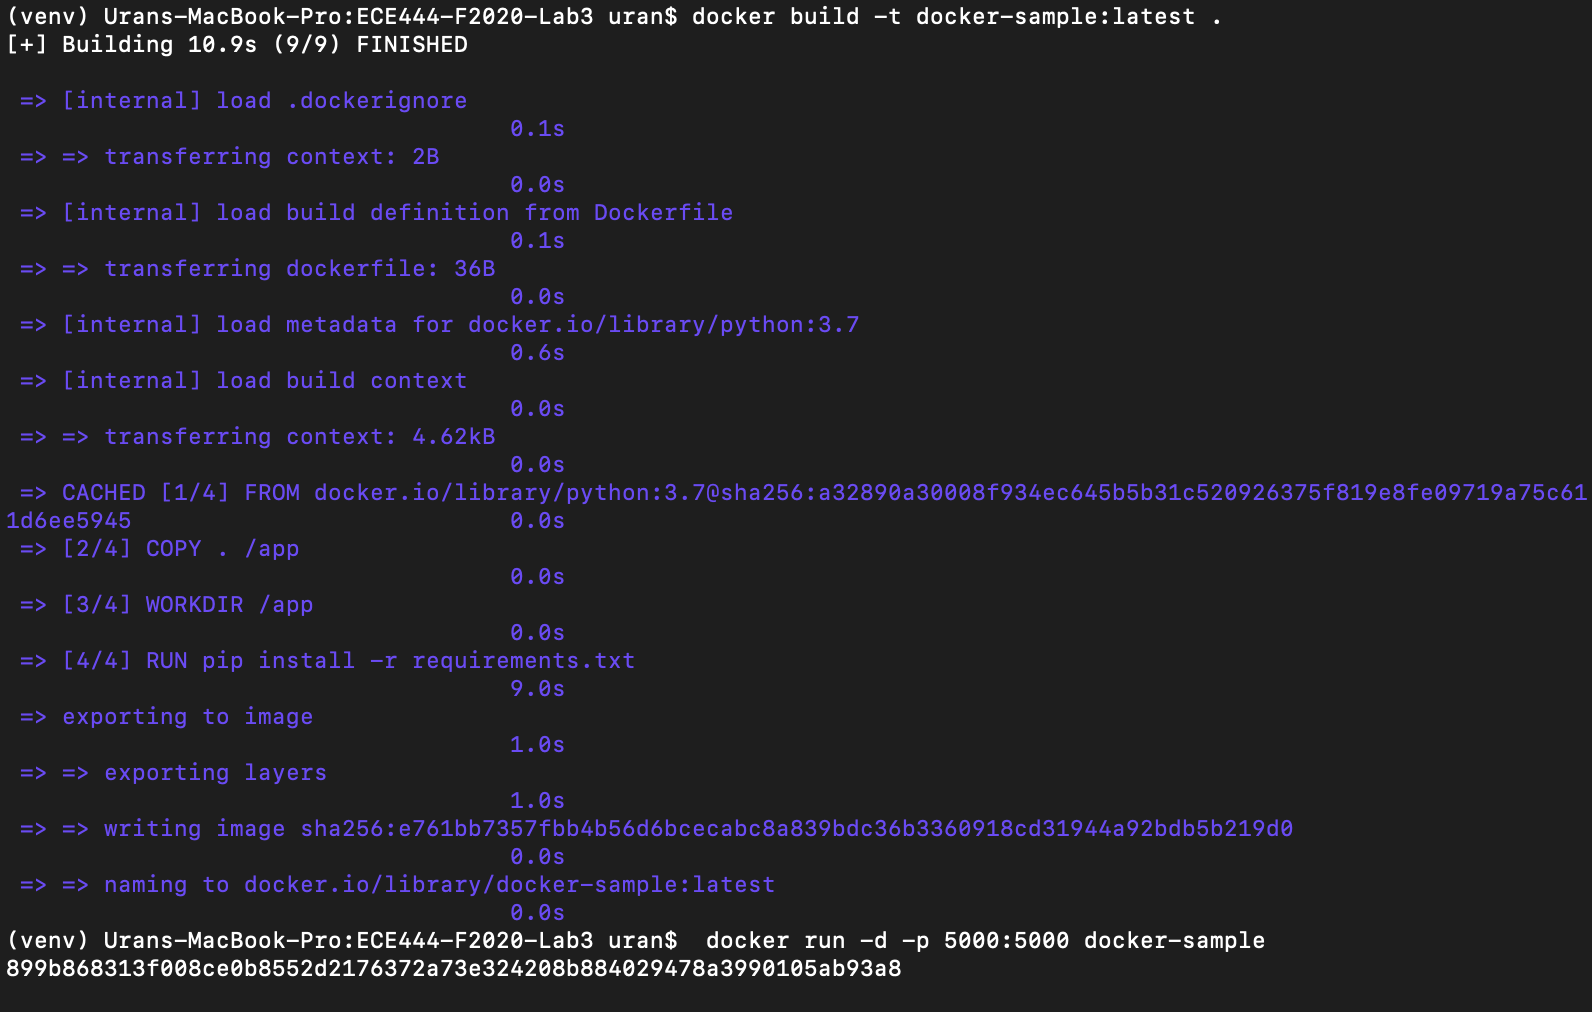 (venv) Urans-MacBook-Pro:ECE444-F2020-Lab3 uran$ docker build -t docker-sample:latest .
[+] Building 10.9s (9/9) FINISHED
=> [internal] load .dockerignore
0.1s
=> => transferring context: 2B
0.0s
=> [internal] load build definition from Dockerfile
0.1s
=> => transferring dockerfile: 36B
0.0s
=> [internal] load metadata for docker.io/library/python:3.7
0.6s
=> [internal] load build context
0.0s
=> => transferring context: 4.62kB
0.0s
=> CACHED [1/4] FROM docker.io/library/python:3.7@sha256:a32890a30008f934ec645b5b31c520926375f819e8fe09719a75c61
1d6ee5945 0.0s
=> [2/4] COPY . /app
0.0s
=> [3/4] WORKDIR /app
0.0s
=> [4/4] RUN pip install -r requirements.txt
9.0s
=> exporting to image
1.0s
=> => exporting layers
1.0s
=> => writing image sha256:e761bb7357fbb4b56d6bcecabc8a839bdc36b3360918cd31944a92bdb5b219d0
0.0s
=> => naming to docker.io/library/docker-sample:latest
0.0s
(venv) Urans-MacBook-Pro:ECE444-F2020-Lab3 uran$  docker run -d -p 5000:5000 docker-sample
899b868313f008ce0b8552d2176372a73e324208b884029478a3990105ab93a8